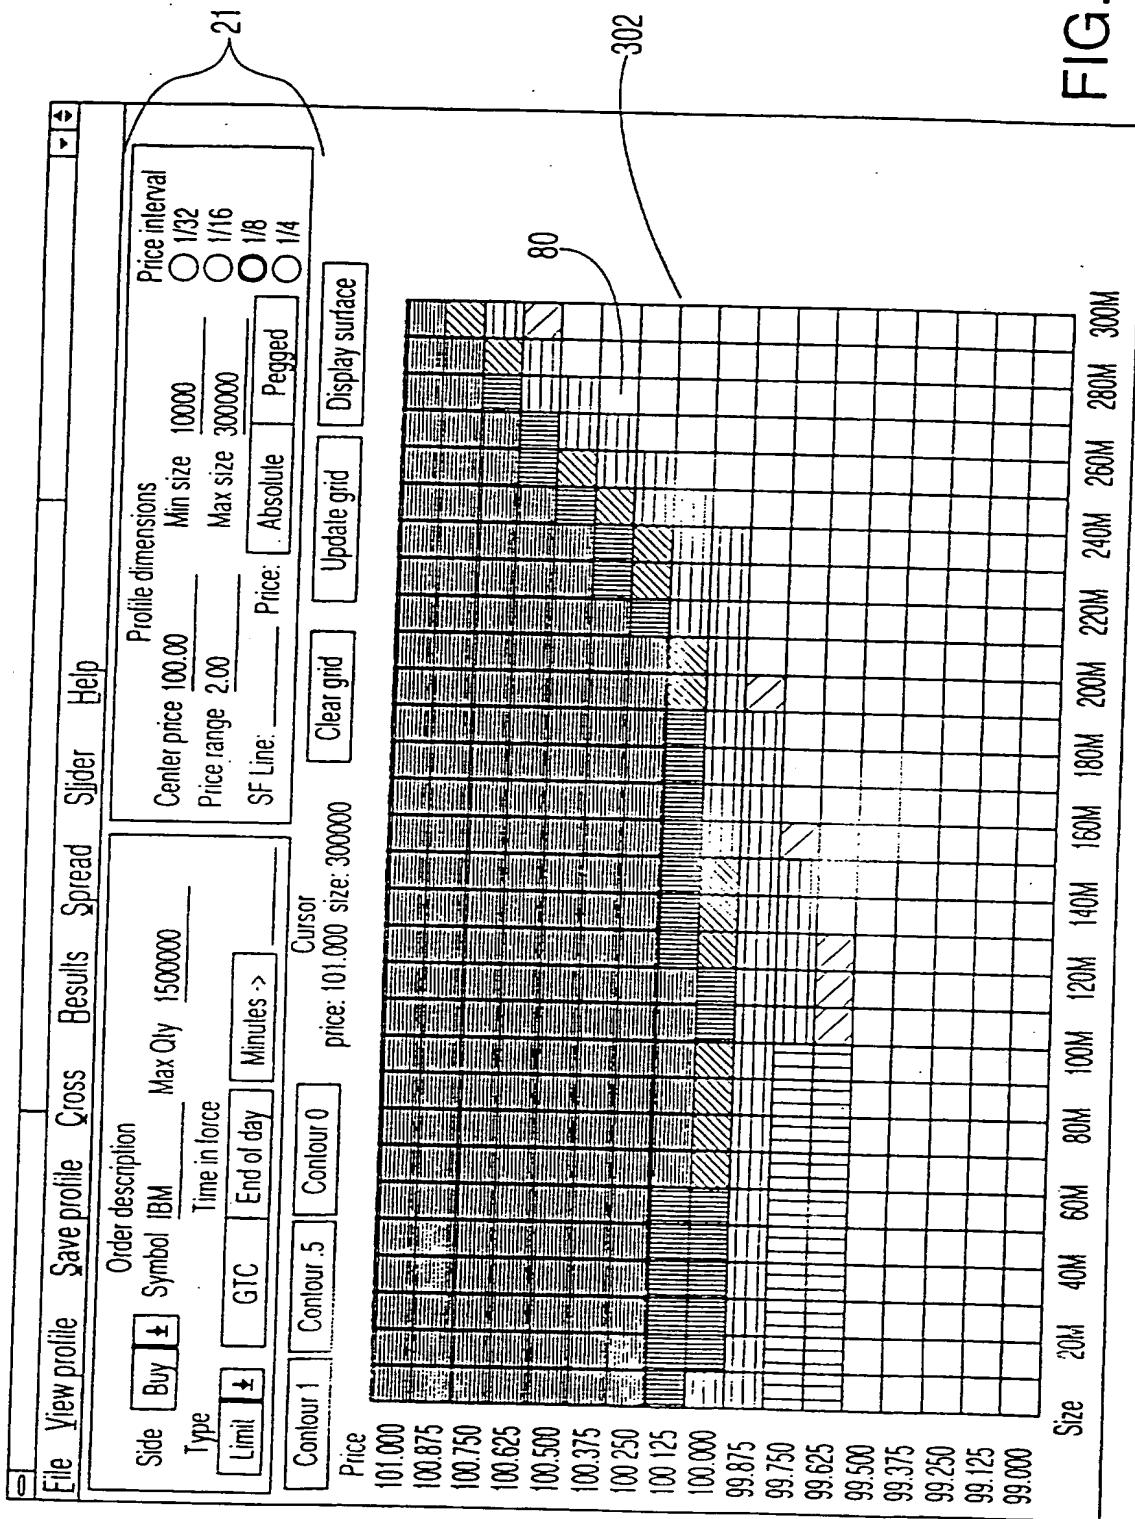 File View profile Save profile Cross Besults Spread Slider Help
Order description
Side Buy Symbol IBM Max Qly 1500000
Type Time in force
Limit GTC End of day Minutes ->
Profile dimensions
Center price 100.00 Min size 10000
Price range 2.00 Max size 300000
SF Line: Price: Absolute Pegged
Price interval
1/32
1/16
1/8
1/4
21
Contour 1 Contour .5 Contour 0
Cursor
price: 101.000 size: 300000
Clear grid Update grid Display surface
Price
101.000
100.875
100.750
100.625
100.500
100.375
100 250
100 125
100.000
99.875
99.750
99.625
99.500
99.375
99.250
99.125
99.000
Size 20M 40M 60M 80M 100M 120M 140M 160M 180M 200M 220M 240M 260M 280M 300M
80
302
FIG.